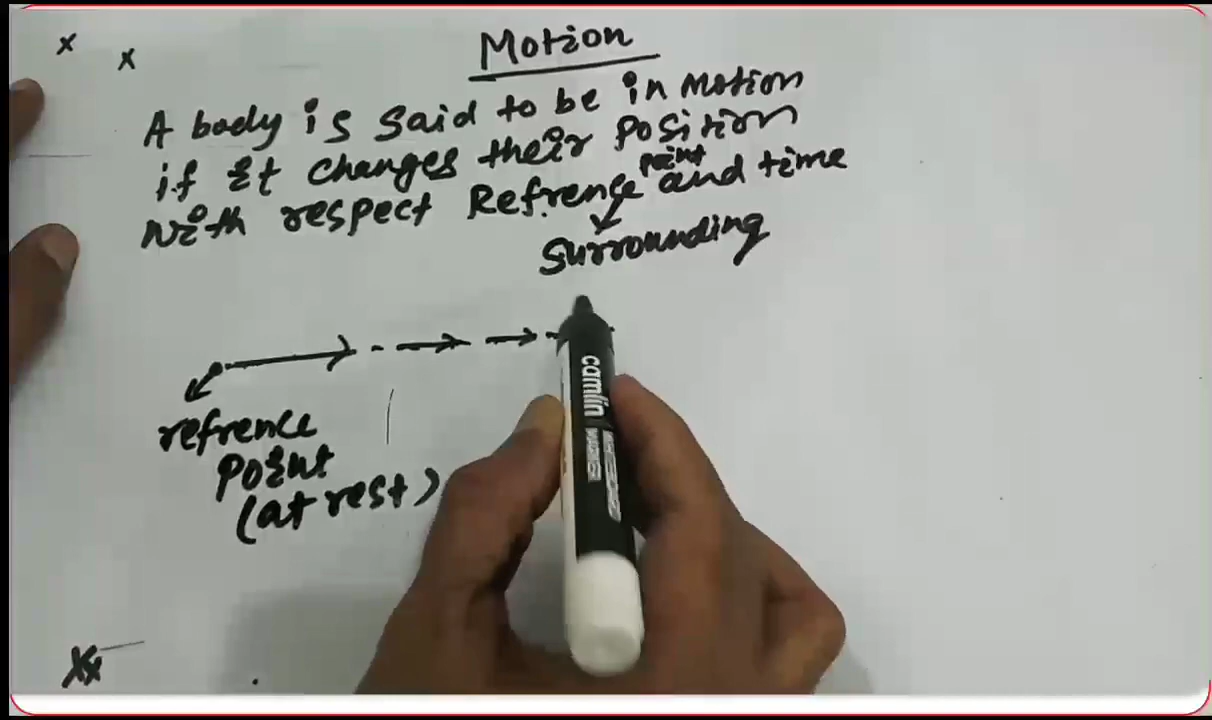 Motion
A body is said to be in Motion
if it changes their position
with respect Refrence point and time
Surrounding
refrence
point
(at rest)
camlin